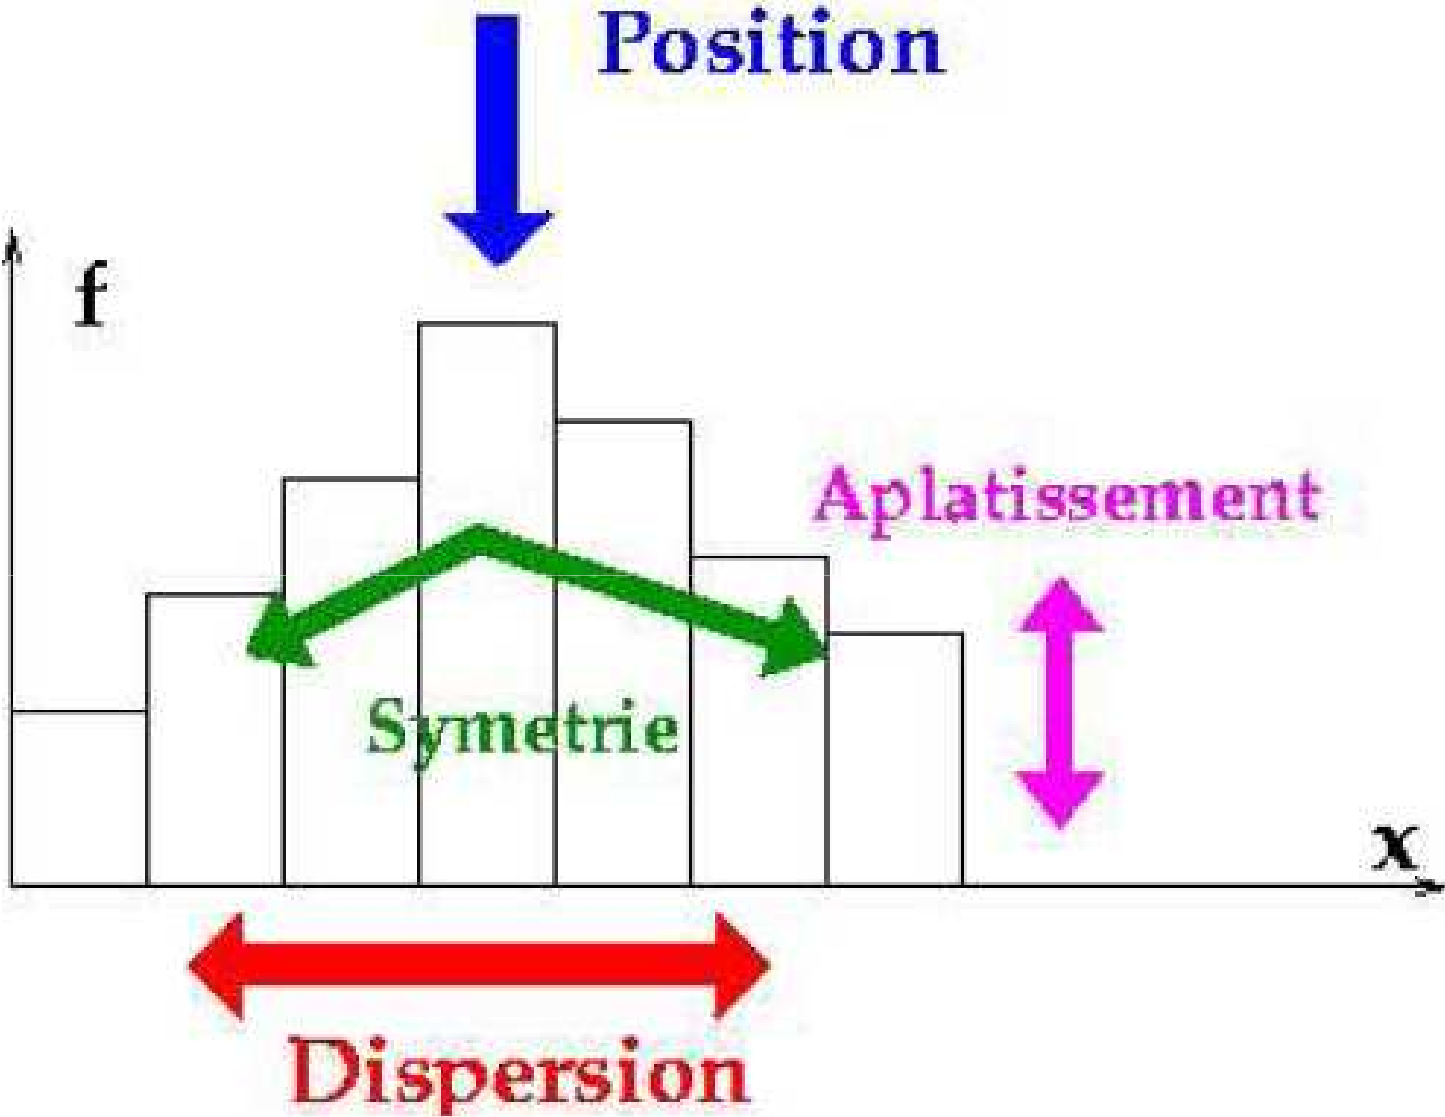 Position
f
Aplatissement
Symetrie
x
Dispersion